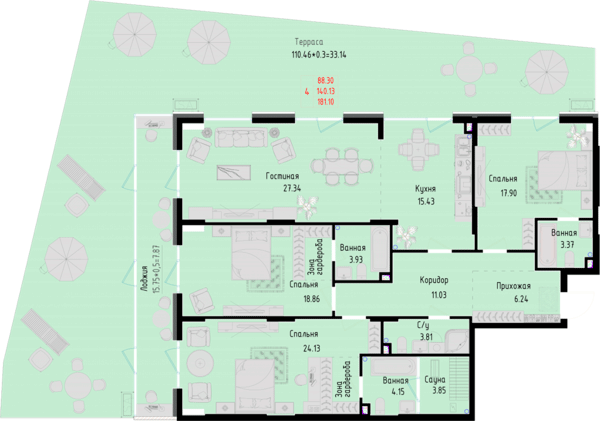 Терраса
110.46*0.3=33.14
88.30
4 140.13
181.10
Гостиная
27.34
Кухня
15.43
Спальня
17.90
Ванная
3.37
Ванная
3.93
Зона
гардероба
Спальня
18.86
Коридор
11.03
Прихожая
6.24
Лоджия
15.75*0,5=7.87
С/у
3.81
Спальня
24.13
Зона
гардероба
Ванная
4.15
Сауна
3.85